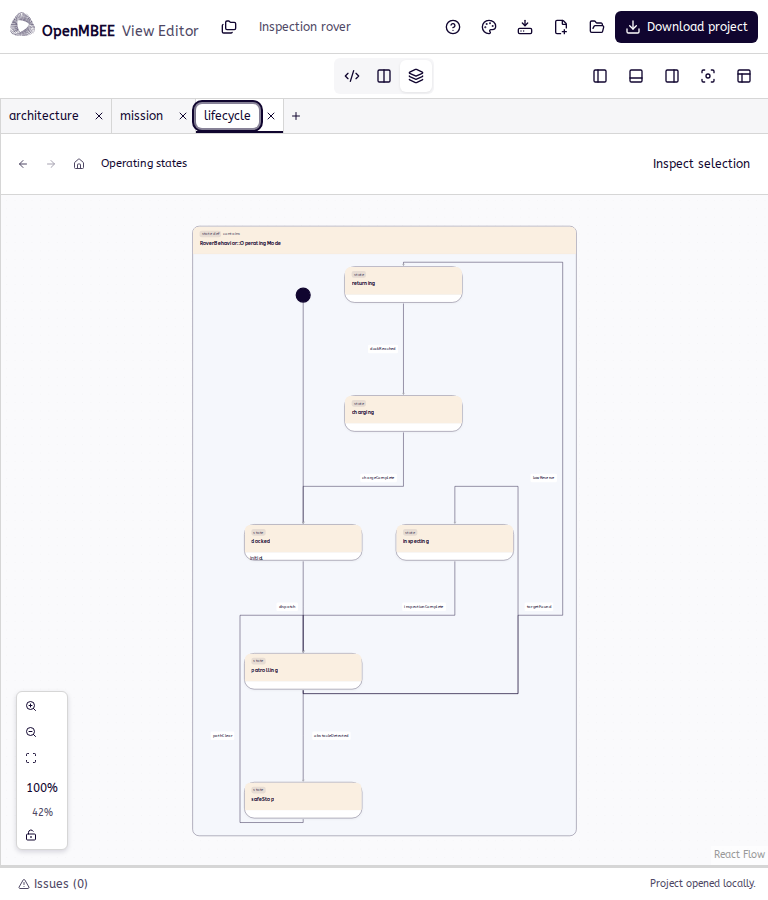 OpenMBEE View Editor
Inspection rover
Download project
architecture
mission
lifecycle
Operating states
Inspect selection
RoverBehavior::OperatingMode
returning
dockReached
charging
chargeComplete
lowReserve
docked
initial
inspecting
dispatch
inspectionComplete
targetFound
patrolling
pathClear
obstacleDetected
safeStop
100%
42%
React Flow
Issues (0)
Project opened locally.